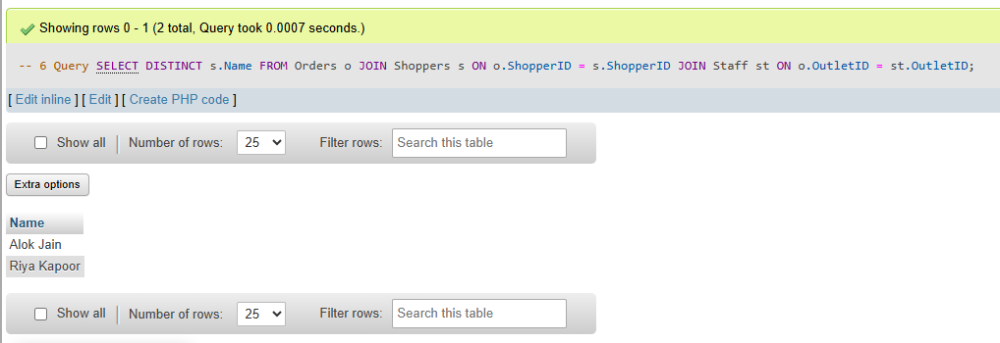 Showing rows 0 - 1 (2 total, Query took 0.0007 seconds.)
-- 6 Query SELECT DISTINCT s.Name FROM Orders o JOIN Shoppers s ON o.ShopperID = s.ShopperID JOIN Staff st ON o.OutletID = st.OutletID;
[ Edit inline ] [ Edit ] [ Create PHP code ]
Show all | Number of rows: 25 Filter rows: Search this table
Extra options
Name
Alok Jain
Riya Kapoor
Show all | Number of rows: 25 Filter rows: Search this table